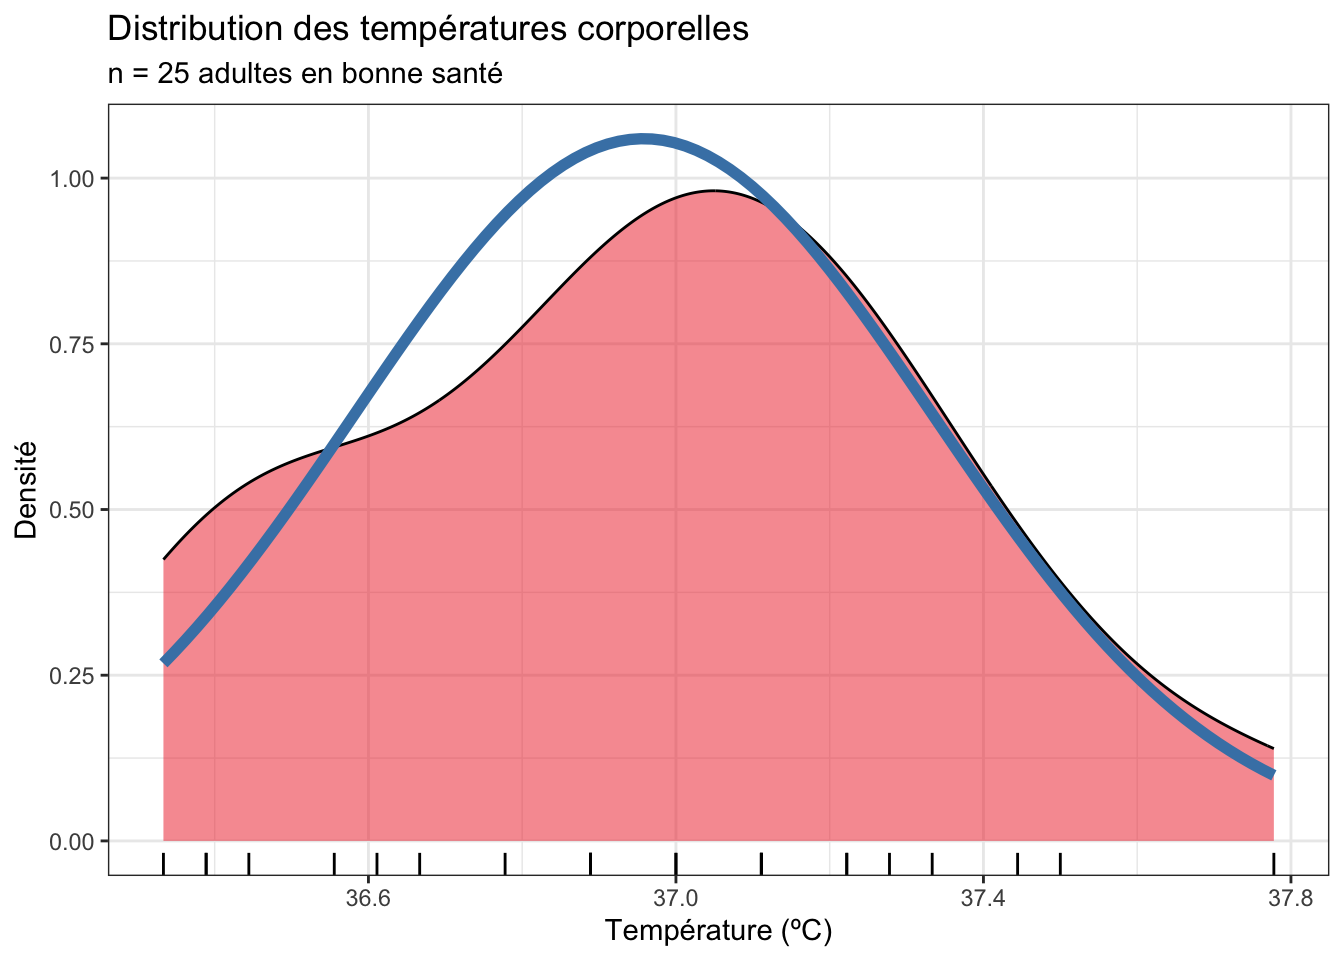 Distribution des températures corporelles
n = 25 adultes en bonne santé
1.00
0.75
0.50
0.25
0.00
Densité
36.6 37.0 37.4 37.8
Température (ºC)